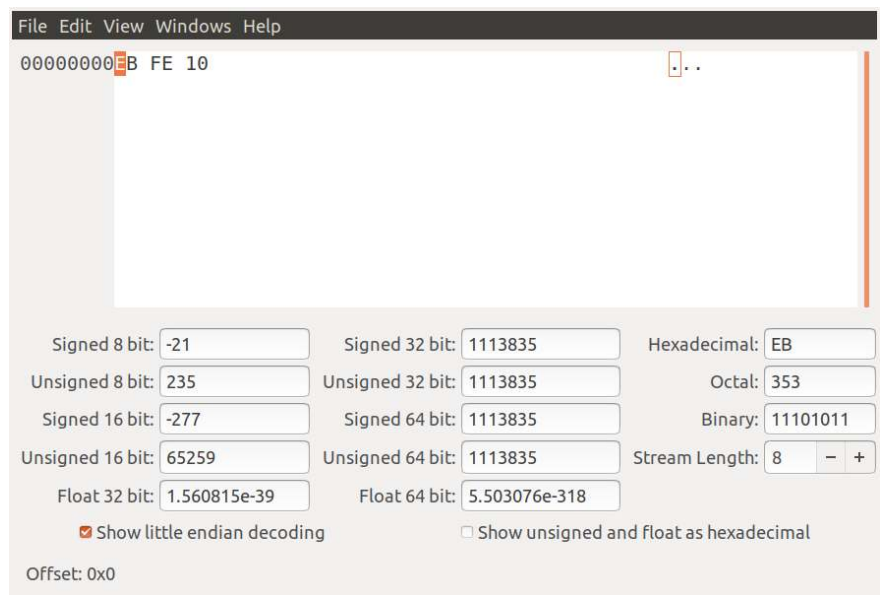 File Edit View Windows Help
00000000 EB FE 10 ...
Signed 8 bit: -21 Signed 32 bit: 1113835 Hexadecimal: EB
Unsigned 8 bit: 235 Unsigned 32 bit: 1113835 Octal: 353
Signed 16 bit: -277 Signed 64 bit: 1113835 Binary: 11101011
Unsigned 16 bit: 65259 Unsigned 64 bit: 1113835 Stream Length: 8 - +
Float 32 bit: 1.560815e-39 Float 64 bit: 5.503076e-318
Show little endian decoding Show unsigned and float as hexadecimal
Offset: 0x0